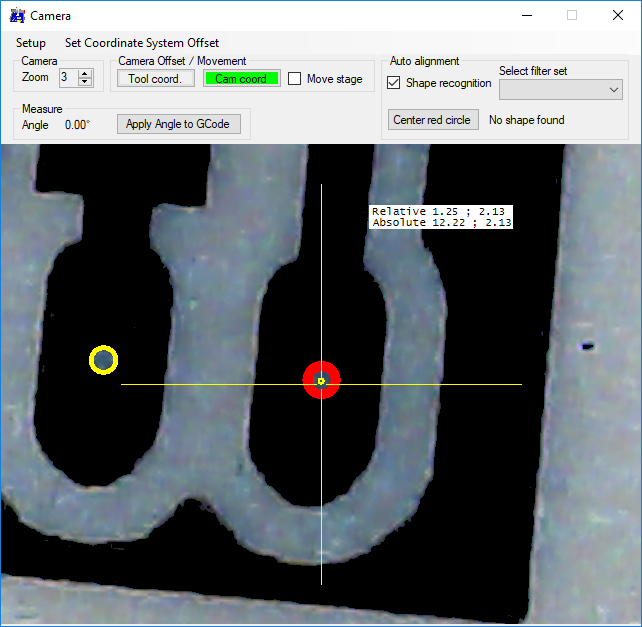 Camera
Setup Set Coordinate System Offset
Camera
Zoom 3
Camera Offset / Movement
Tool coord. Cam coord Move stage
Auto alignment
Shape recognition
Select filter set
Center red circle No shape found
Measure
Angle 0.00° Apply Angle to GCode
Relative 1.25 ; 2.13
Absolute 12.22 ; 2.13